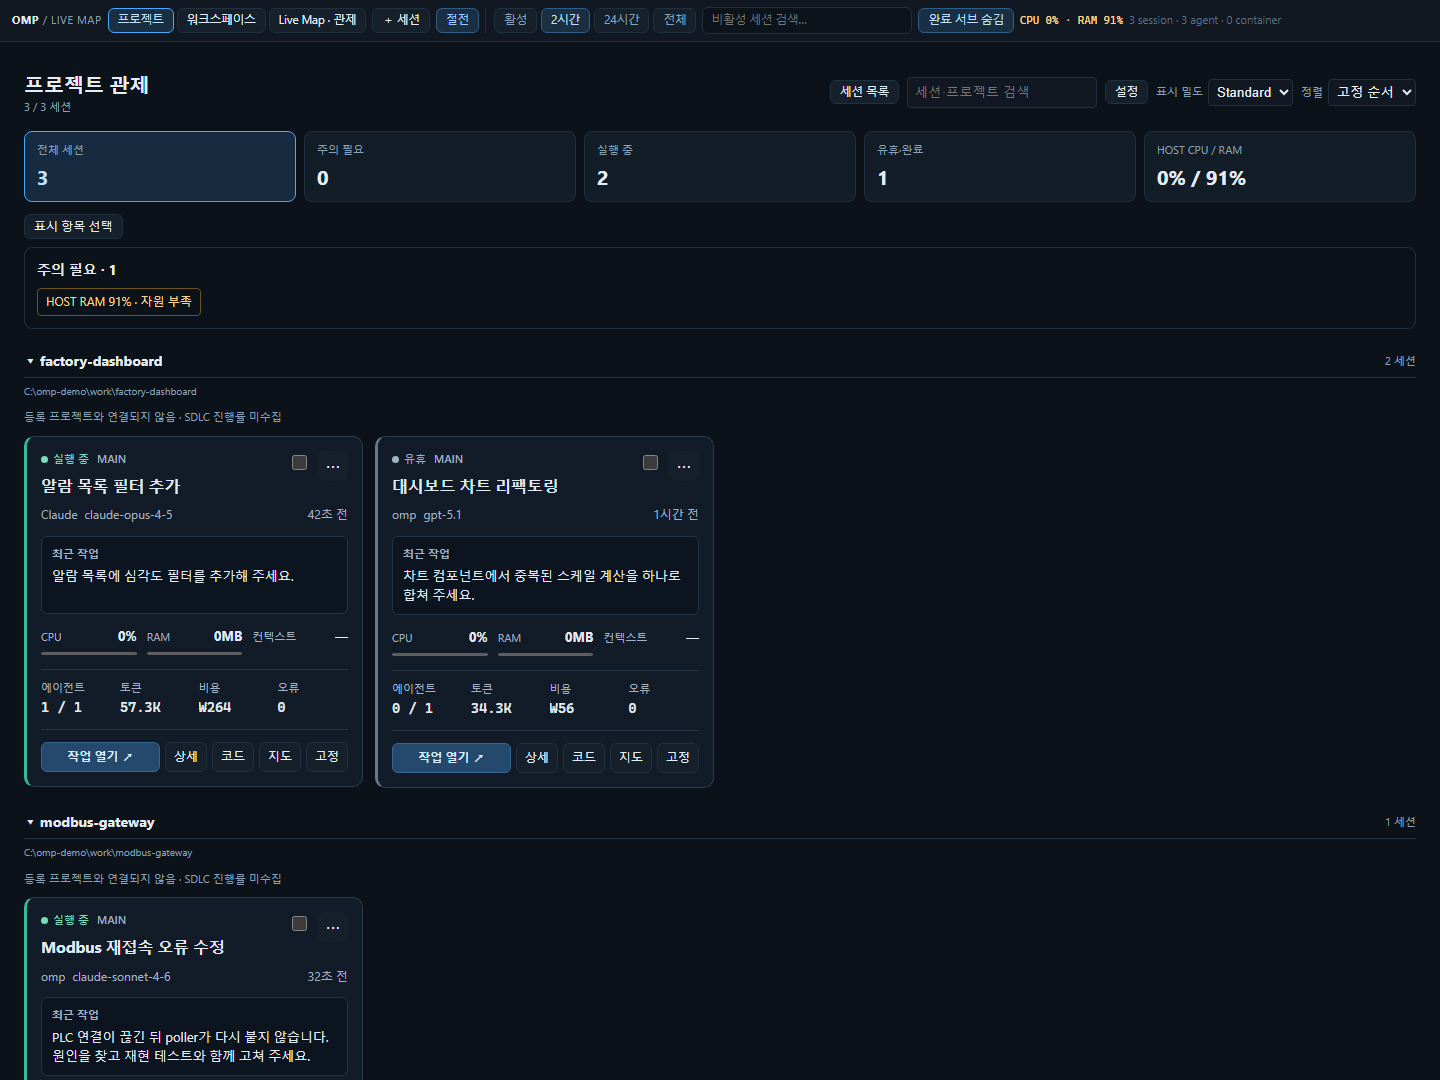 OMP / LIVE MAP 프로젝트 워크스페이스 Live Map · 관제 + 세션 절전 활성 2시간 24시간 전체 비활성 세션 검색... 완료 서브 숨김 CPU 0% · RAM 91% 3 session · 3 agent · 0 container
프로젝트 관제
3 / 3 세션
세션 목록 세션·프로젝트 검색 설정 표시 밀도 Standard 정렬 고정 순서
전체 세션
3
주의 필요
0
실행 중
2
유휴·완료
1
HOST CPU / RAM
0% / 91%
표시 항목 선택
주의 필요 · 1
HOST RAM 91% · 자원 부족
▾ factory-dashboard 2 세션
C:\omp-demo\work\factory-dashboard
등록 프로젝트와 연결되지 않음 · SDLC 진행률 미수집
실행 중 MAIN ...
알람 목록 필터 추가
Claude claude-opus-4-5 42초 전
최근 작업
알람 목록에 심각도 필터를 추가해 주세요.
CPU 0% RAM 0MB 컨텍스트 —
에이전트 토큰 비용 오류
1 / 1 57.3K ₩264 0
작업 열기 ↗ 상세 코드 지도 고정
유휴 MAIN ...
대시보드 차트 리팩토링
omp gpt-5.1 1시간 전
최근 작업
차트 컴포넌트에서 중복된 스케일 계산을 하나로
합쳐 주세요.
CPU 0% RAM 0MB 컨텍스트 —
에이전트 토큰 비용 오류
0 / 1 34.3K ₩56 0
작업 열기 ↗ 상세 코드 지도 고정
▾ modbus-gateway 1 세션
C:\omp-demo\work\modbus-gateway
등록 프로젝트와 연결되지 않음 · SDLC 진행률 미수집
실행 중 MAIN ...
Modbus 재접속 오류 수정
omp claude-sonnet-4-6 32초 전
최근 작업
PLC 연결이 끊긴 뒤 poller가 다시 붙지 않습니다.
원인을 찾고 재현 테스트와 함께 고쳐 주세요.